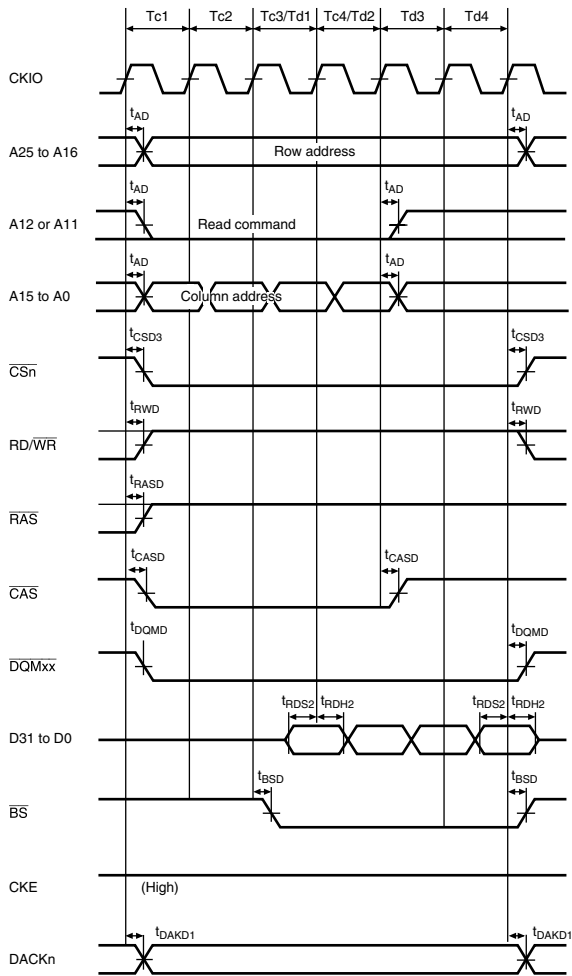 Tc1 Tc2 Tc3/Td1 Tc4/Td2 Td3 Td4
CKIO
tAD tAD
A25 to A16 Row address
tAD tAD
A12 or A11 Read command
tAD tAD
A15 to A0 Column address
tCSD3 tCSD3
CSn
tRWD tRWD
RD/WR
tRASD
RAS
tCASD tCASD
CAS
tDQMD tDQMD
DQMxx
tRDS2 tRDH2 tRDS2 tRDH2
D31 to D0
tBSD tBSD
BS
CKE (High)
tDAKD1 tDAKD1
DACKn